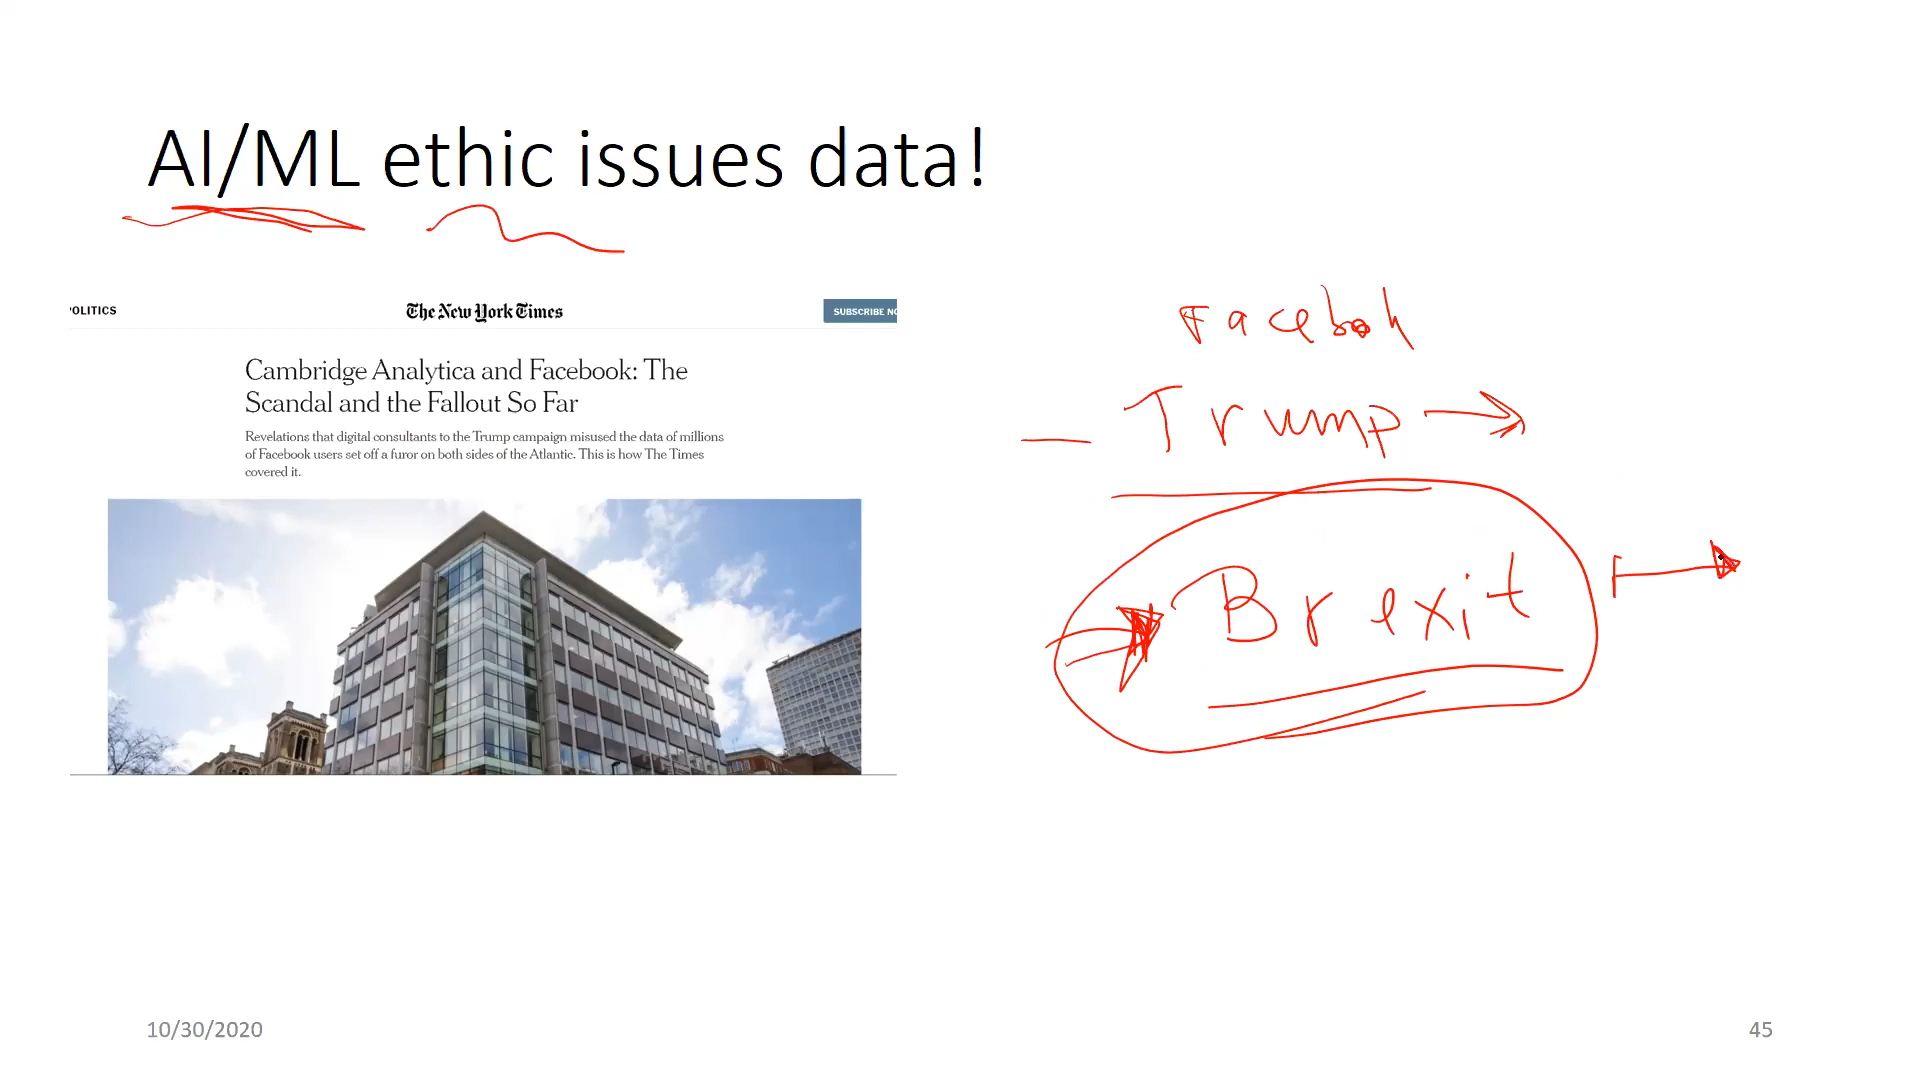 AI/ML ethic issues data!
POLITICS
The New York Times
SUBSCRIBE NO
Cambridge Analytica and Facebook: The
Scandal and the Fallout So Far
Revelations that digital consultants to the Trump campaign misused the data of millions
of Facebook users set off a furor on both sides of the Atlantic. This is how The Times
covered it.
Facebook
Trump
Brexit
10/30/2020
45